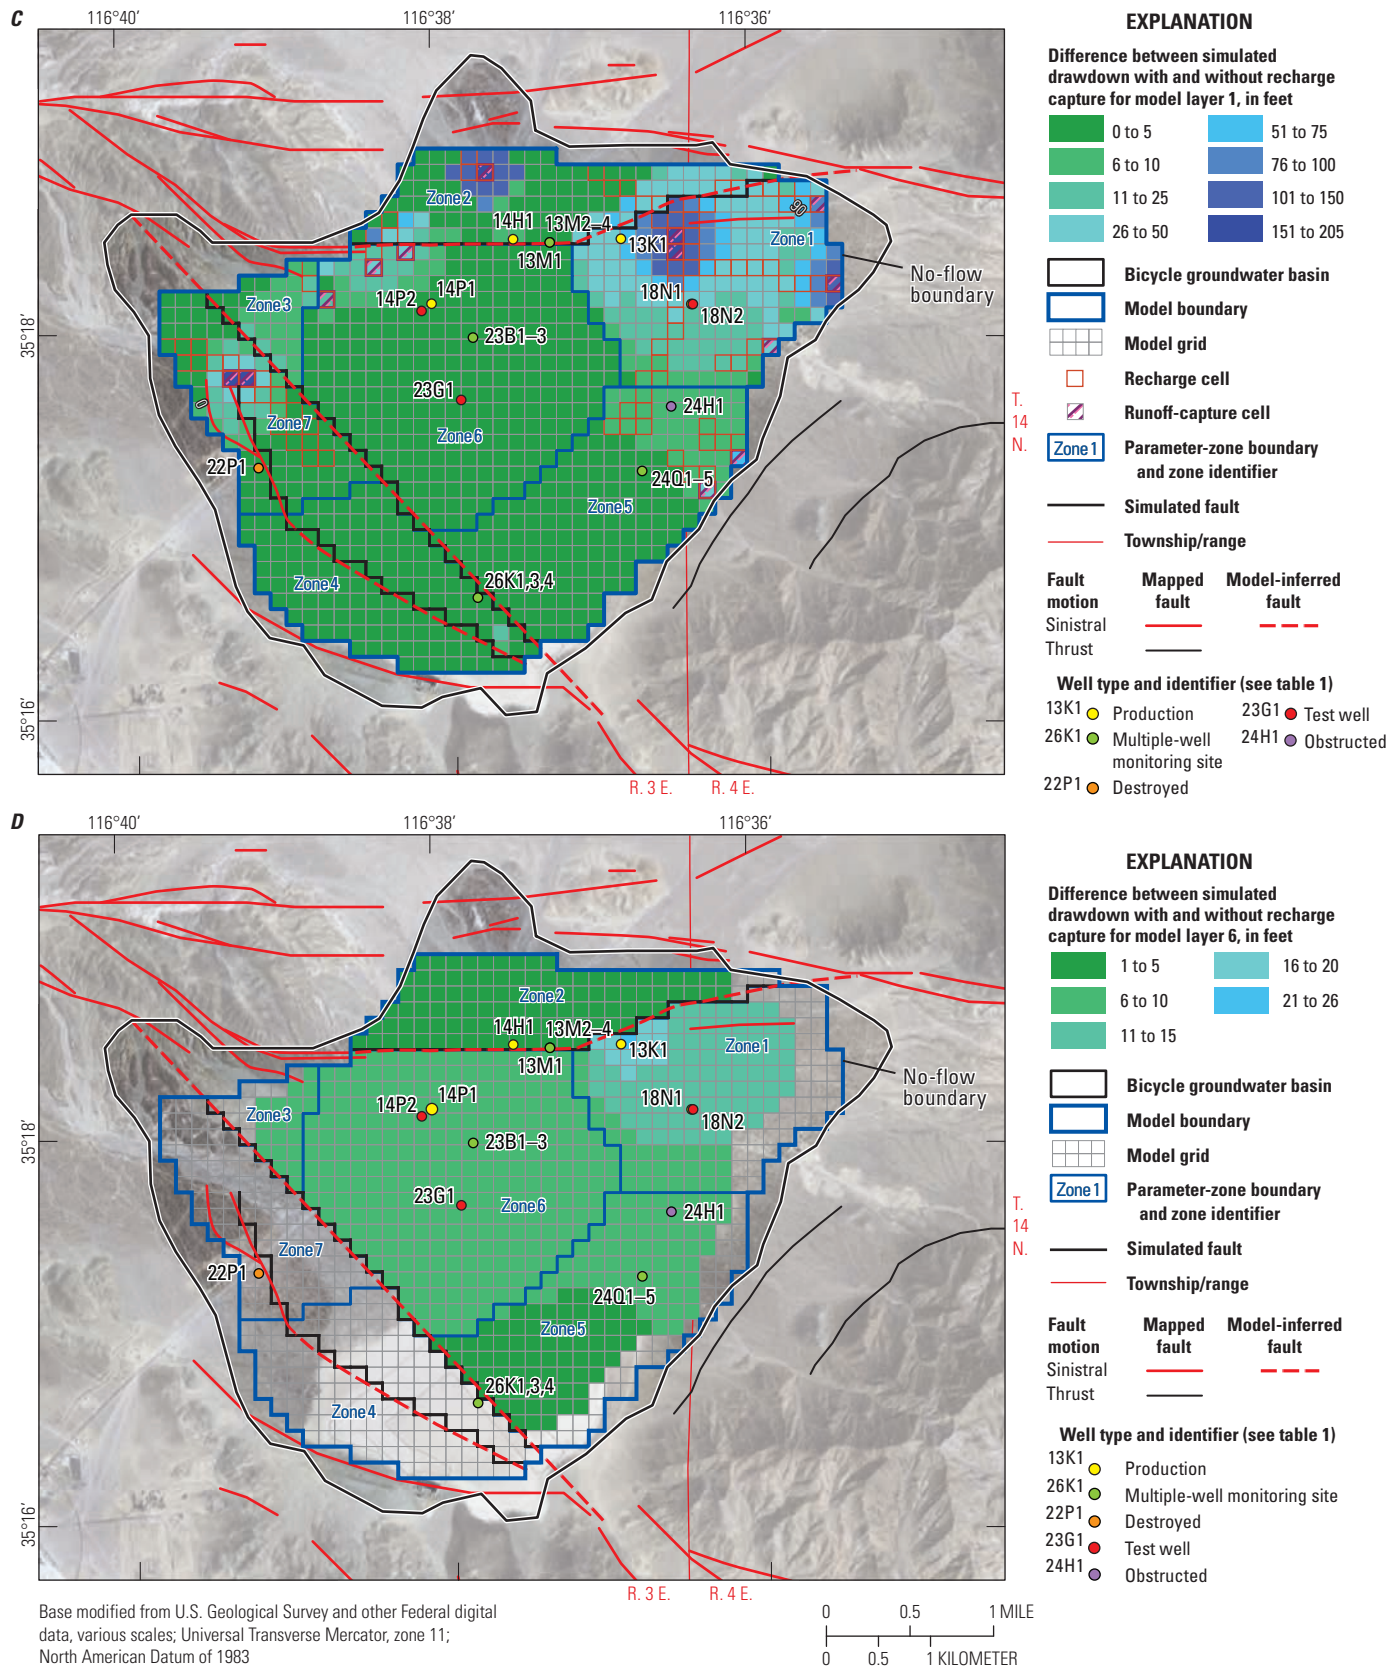 C
116°40′
116°38′
116°36′
35°18′
35°16′
Zone 2
14H1
13M2–4
13M1
13K1
Zone 1
90
No-flow
boundary
Zone 3
14P2
14P1
18N1
18N2
23B1–3
0
23G1
24H1
Zone 7
Zone 6
22P1
24Q1–5
Zone 5
Zone 4
26K1,3,4
T.
14
N.
R. 3 E.
R. 4 E.
EXPLANATION
Difference between simulated
drawdown with and without recharge
capture for model layer 1, in feet
0 to 5
51 to 75
6 to 10
76 to 100
11 to 25
101 to 150
26 to 50
151 to 205
Bicycle groundwater basin
Model boundary
Model grid
Recharge cell
Runoff-capture cell
Zone 1
Parameter-zone boundary
and zone identifier
Simulated fault
Township/range
Fault
motion
Mapped
fault
Model-inferred
fault
Sinistral
Thrust
Well type and identifier (see table 1)
13K1
Production
23G1
Test well
26K1
Multiple-well
monitoring site
24H1
Obstructed
22P1
Destroyed
D
116°40′
116°38′
116°36′
35°18′
35°16′
Zone 2
14H1
13M2–4
13M1
13K1
Zone 1
No-flow
boundary
Zone 3
14P2
14P1
18N1
18N2
23B1–3
23G1
Zone 6
24H1
Zone 7
22P1
24Q1–5
Zone 5
26K1,3,4
Zone 4
T.
14
N.
R. 3 E.
R. 4 E.
EXPLANATION
Difference between simulated
drawdown with and without recharge
capture for model layer 6, in feet
1 to 5
16 to 20
6 to 10
21 to 26
11 to 15
Bicycle groundwater basin
Model boundary
Model grid
Zone 1
Parameter-zone boundary
and zone identifier
Simulated fault
Township/range
Fault
motion
Mapped
fault
Model-inferred
fault
Sinistral
Thrust
Well type and identifier (see table 1)
13K1
Production
26K1
Multiple-well monitoring site
22P1
Destroyed
23G1
Test well
24H1
Obstructed
Base modified from U.S. Geological Survey and other Federal digital
data, various scales; Universal Transverse Mercator, zone 11;
North American Datum of 1983
0 0.5 1 MILE
0 0.5 1 KILOMETER